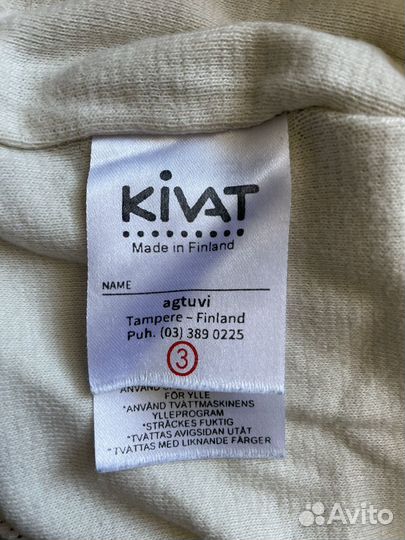 KIVAT
Made in Finland
NAME
agtuvi
Tampere – Finland
Puh. (03) 389 0225
3
ANVÄND
FÖR YLLE
*ANVÄND TVÄTTMASKINENS
YLLEPROGRAM
*STRÄCKES FUKTIG
*TVÄTTAS AVIGSIDAN UTÅT
*TVÄTTAS MED LIKNANDE FÄRGER
Avito